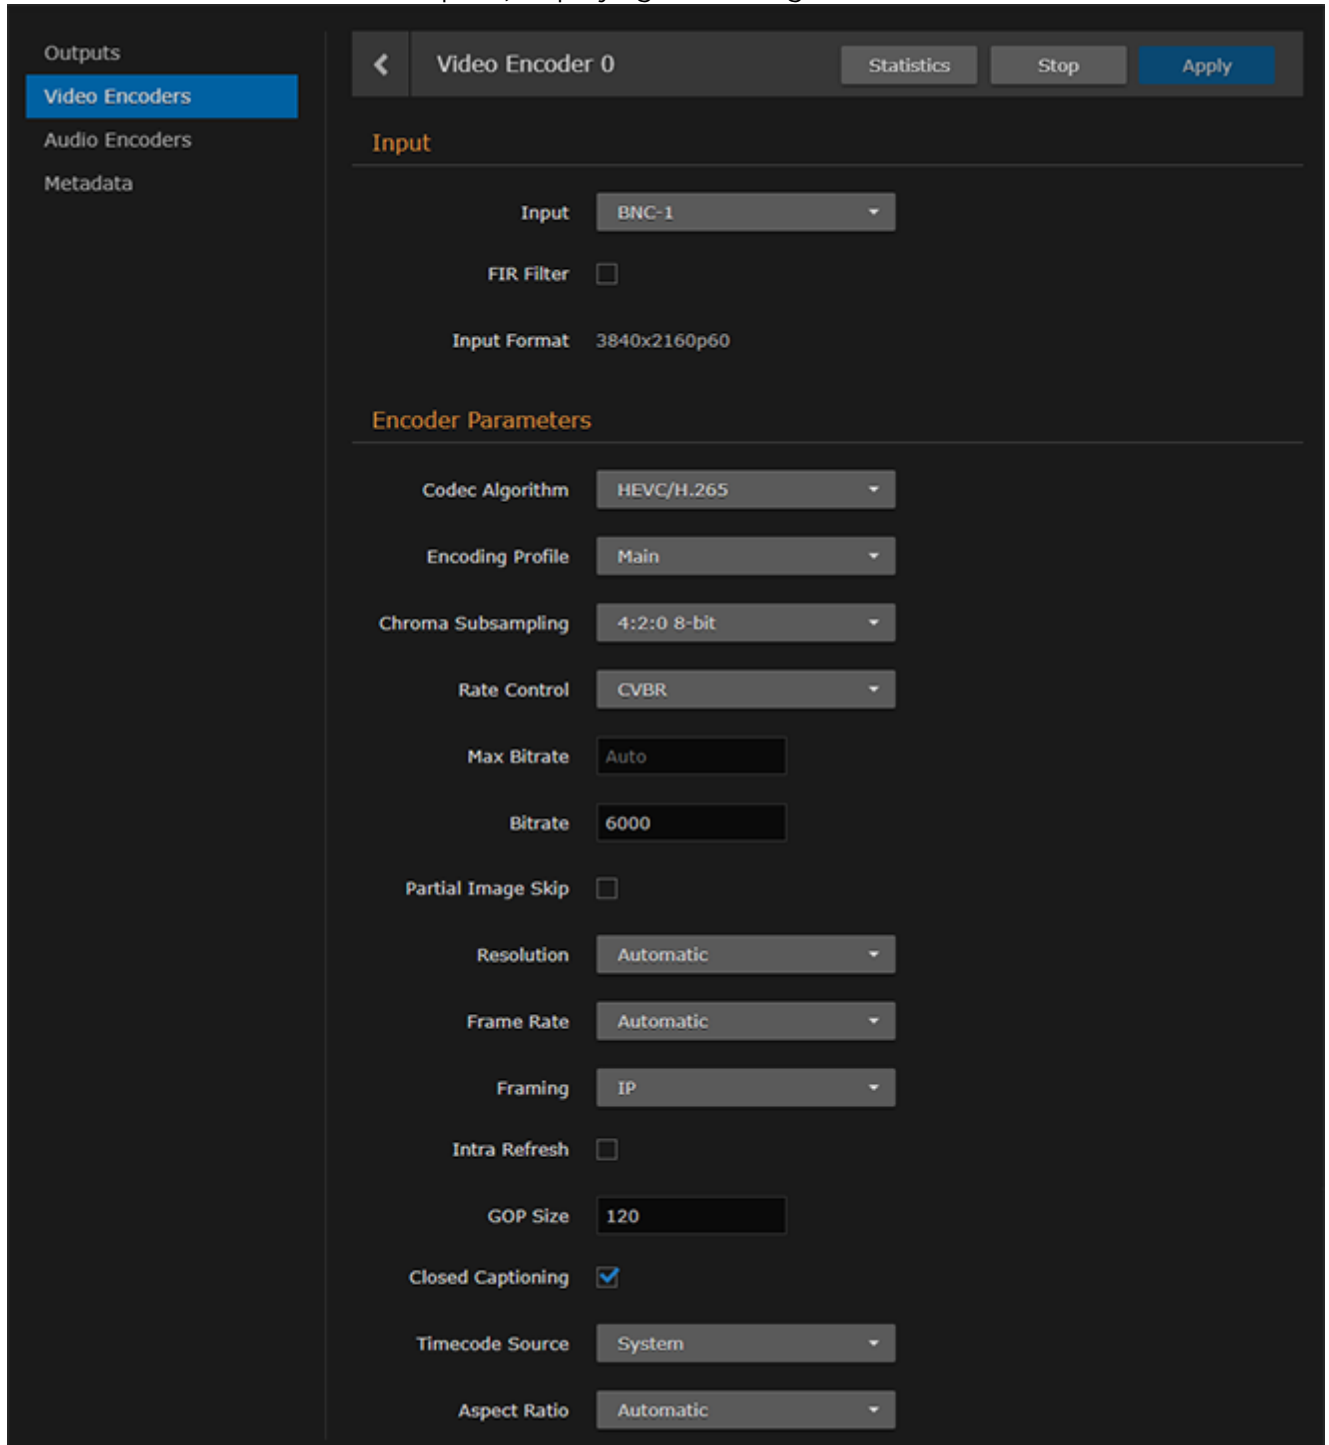 Outputs
Video Encoders
Audio Encoders
Metadata
Video Encoder 0
Statistics
Stop
Apply
Input
Input BNC-1
FIR Filter
Input Format 3840x2160p60
Encoder Parameters
Codec Algorithm HEVC/H.265
Encoding Profile Main
Chroma Subsampling 4:2:0 8-bit
Rate Control CVBR
Max Bitrate Auto
Bitrate 6000
Partial Image Skip
Resolution Automatic
Frame Rate Automatic
Framing IP
Intra Refresh
GOP Size 120
Closed Captioning
Timecode Source System
Aspect Ratio Automatic